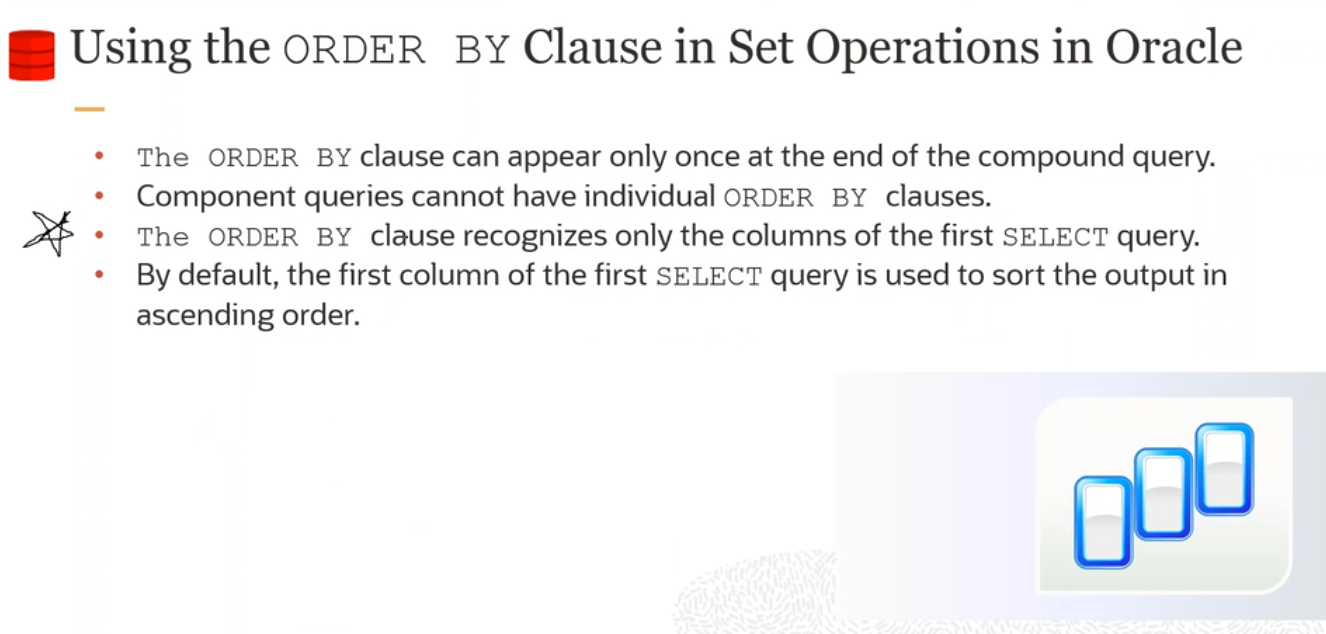 Using the ORDER BY Clause in Set Operations in Oracle
• The ORDER BY clause can appear only once at the end of the compound query.
• Component queries cannot have individual ORDER BY clauses.
• The ORDER BY clause recognizes only the columns of the first SELECT query.
• By default, the first column of the first SELECT query is used to sort the output in
ascending order.